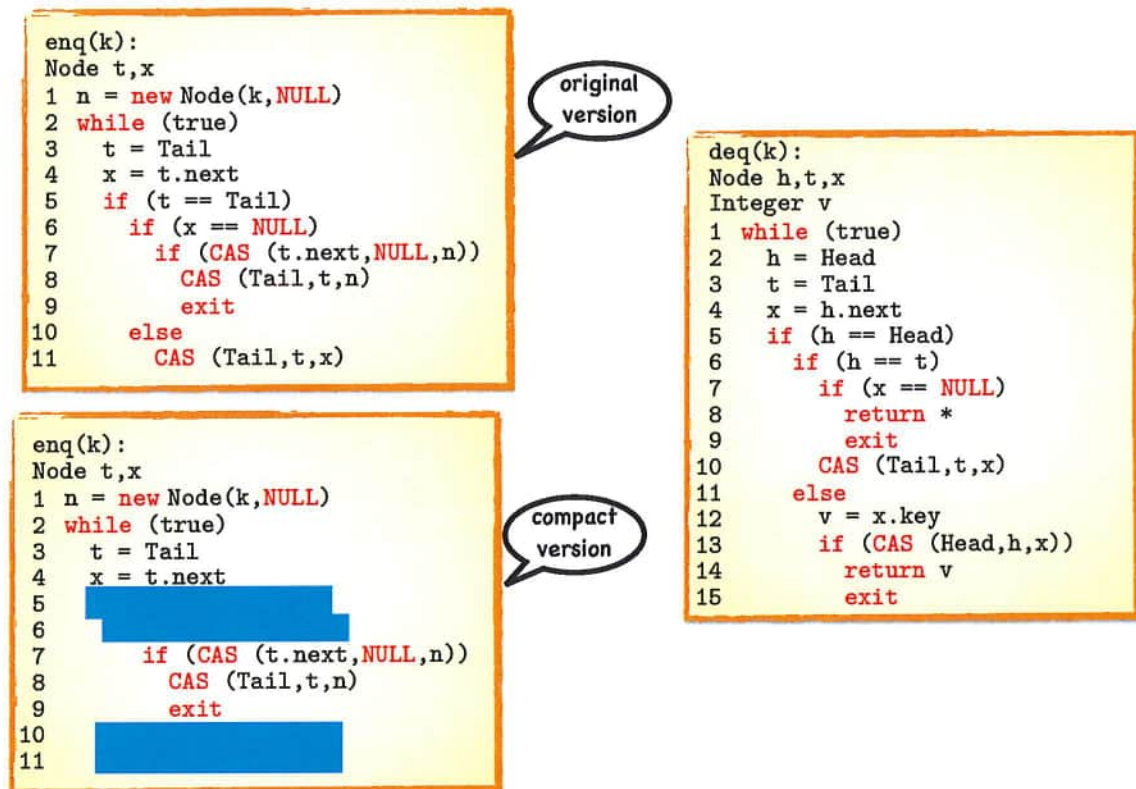 enq(k):
Node t,x
1 n = new Node(k,NULL)
2 while (true)
3 t = Tail
4 x = t.next
5 if (t == Tail)
6 if (x == NULL)
7 if (CAS (t.next,NULL,n))
8 CAS (Tail,t,n)
9 exit
10 else
11 CAS (Tail,t,x)
original
version
enq(k):
Node t,x
1 n = new Node(k,NULL)
2 while (true)
3 t = Tail
4 x = t.next
5
6
7 if (CAS (t.next,NULL,n))
8 CAS (Tail,t,n)
9 exit
10
11
compact
version
deq(k):
Node h,t,x
Integer v
1 while (true)
2 h = Head
3 t = Tail
4 x = h.next
5 if (h == Head)
6 if (h == t)
7 if (x == NULL)
8 return *
9 exit
10 CAS (Tail,t,x)
11 else
12 v = x.key
13 if (CAS (Head,h,x))
14 return v
15 exit